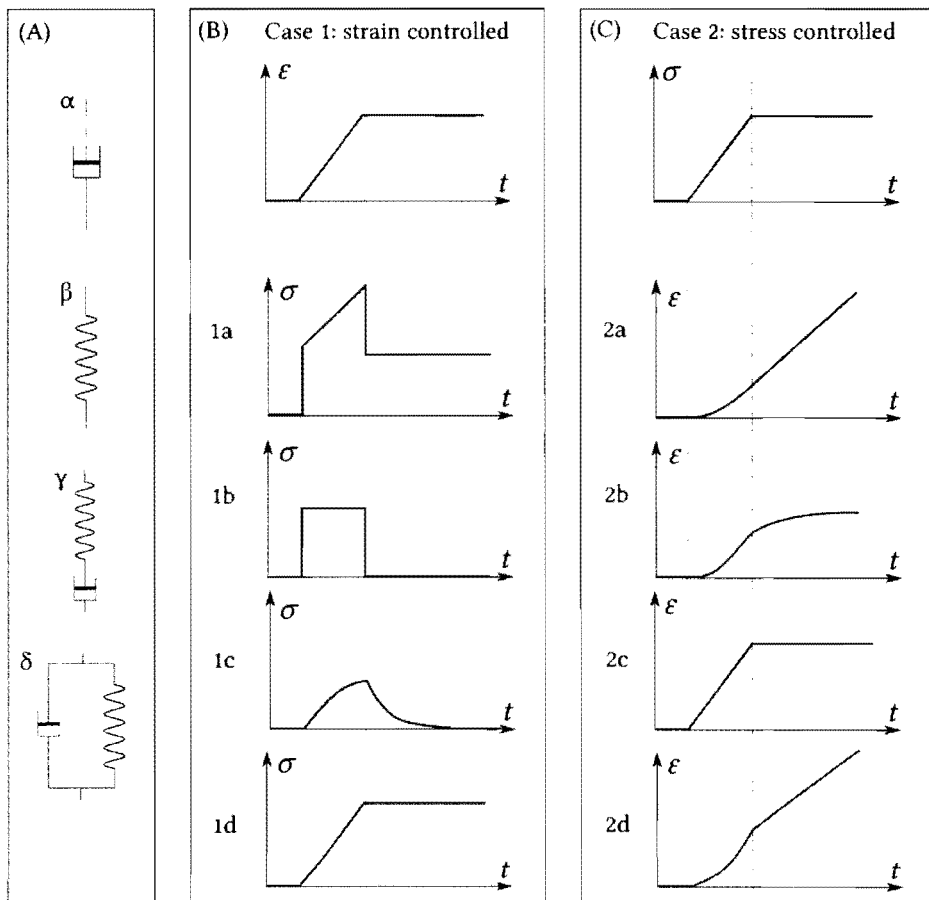 (A)
α
β
γ
δ
(B) Case 1: strain controlled
ε
t
1a
σ
t
1b
σ
t
1c
σ
t
1d
σ
t
(C) Case 2: stress controlled
σ
t
2a
ε
t
2b
ε
t
2c
ε
t
2d
ε
t